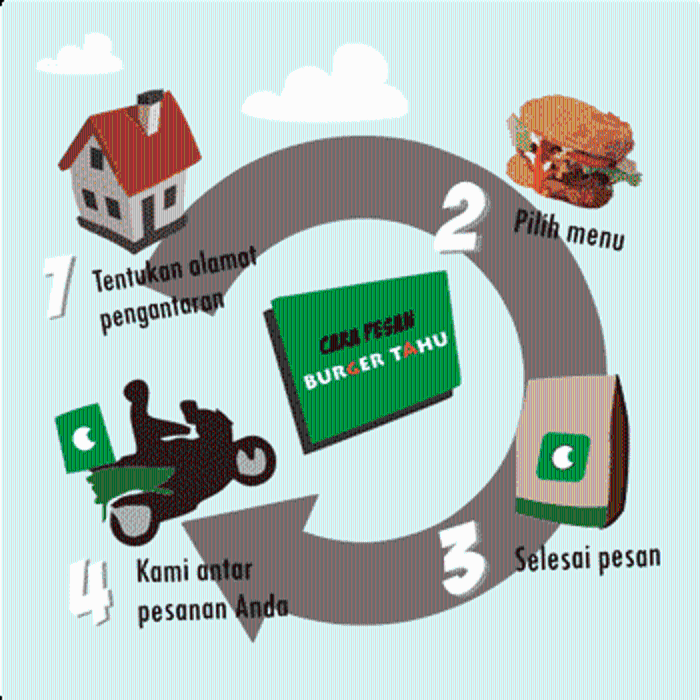 1 Tentukan alamat
pengantaran
2 Pilih menu
CARA PESAN
BURGER TAHU
3 Selesai pesan
4 Kami antar
pesanan Anda